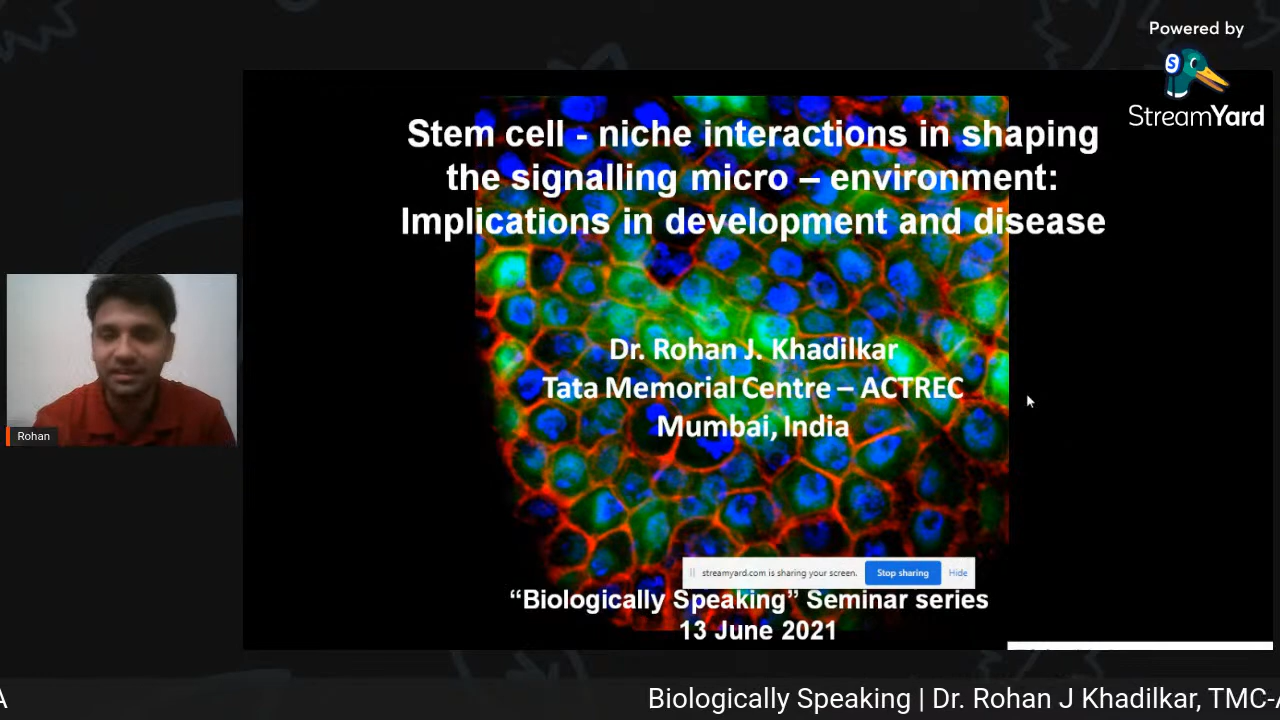 Powered by
S
StreamYard
Stem cell - niche interactions in shaping
the signalling micro – environment:
Implications in development and disease
Dr. Rohan J. Khadilkar
Tata Memorial Centre – ACTREC
Mumbai, India
Rohan
streamyard.com is sharing your screen. Stop sharing Hide
“Biologically Speaking” Seminar series
13 June 2021
A Biologically Speaking | Dr. Rohan J Khadilkar, TMC-A